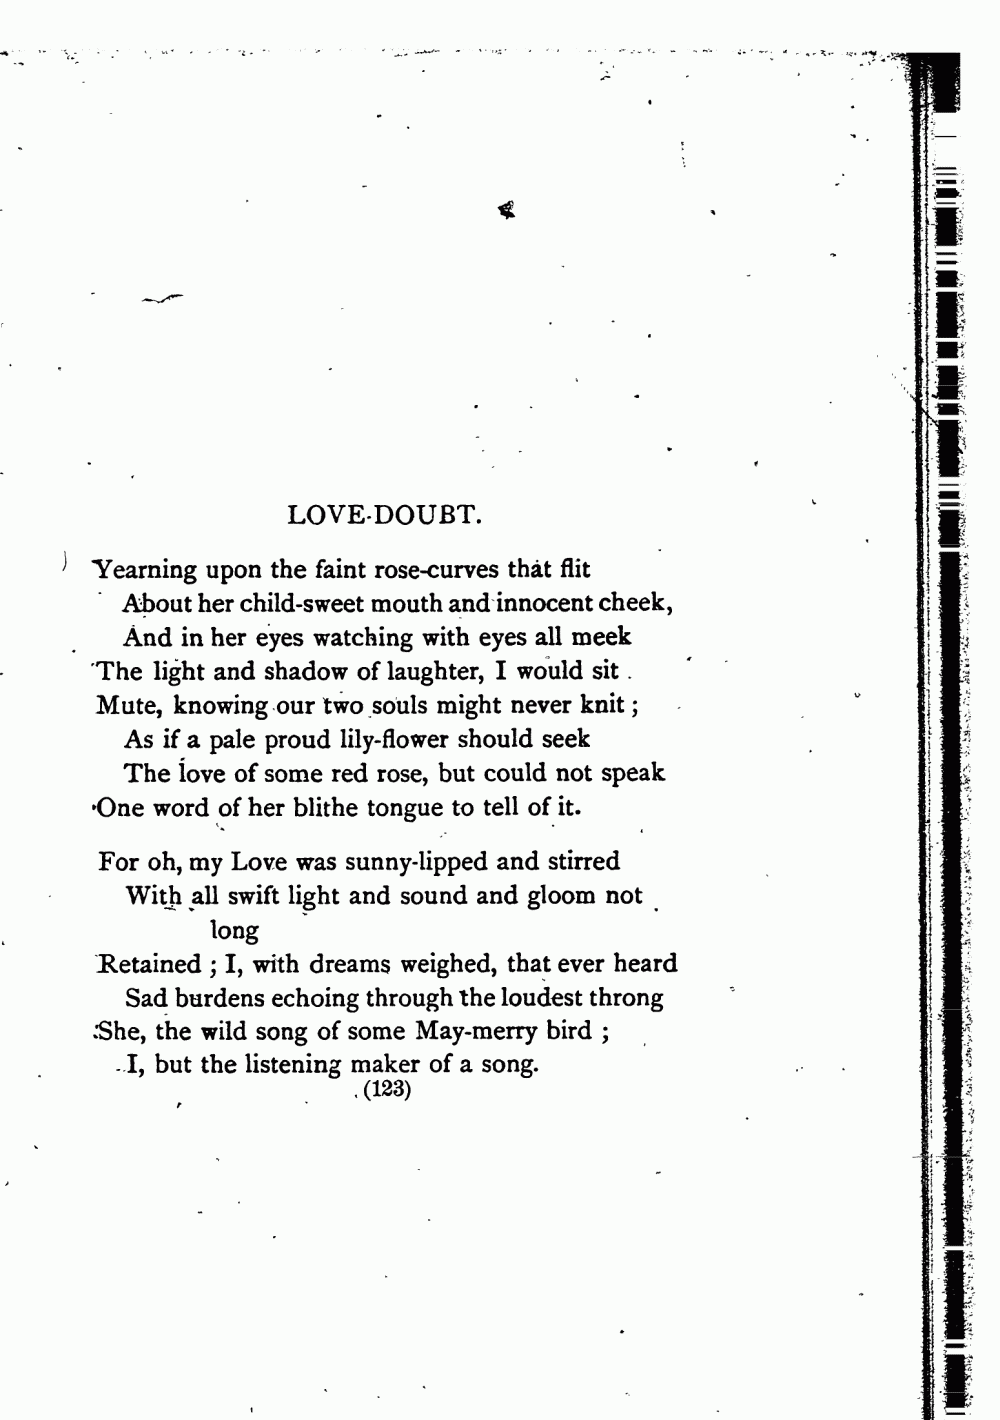 LOVE-DOUBT.
Yearning upon the faint rose-curves that flit
About her child-sweet mouth and innocent cheek,
And in her eyes watching with eyes all meek
The light and shadow of laughter, I would sit
Mute, knowing our two souls might never knit ;
As if a pale proud lily-flower should seek
The love of some red rose, but could not speak
One word of her blithe tongue to tell of it.
For oh, my Love was sunny-lipped and stirred
With all swift light and sound and gloom not
long
Retained ; I, with dreams weighed, that ever heard
Sad burdens echoing through the loudest throng
She, the wild song of some May-merry bird ;
I, but the listening maker of a song.
(123)